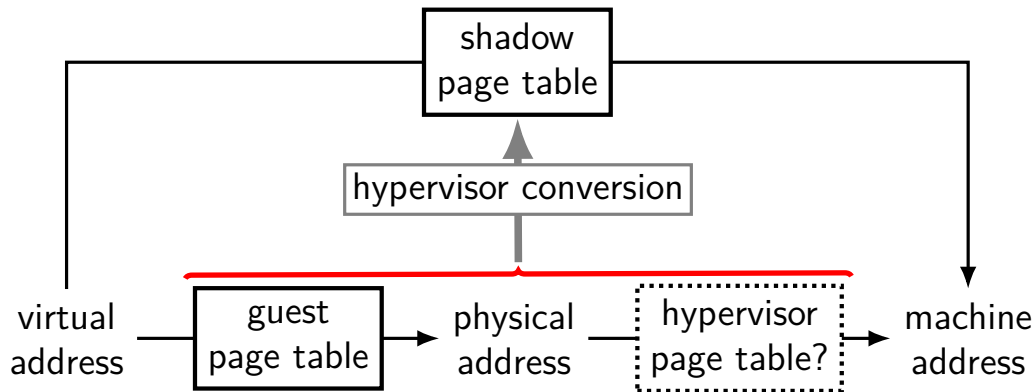 shadow
page table
hypervisor conversion
virtual
address
guest
page table
physical
address
hypervisor
page table?
machine
address